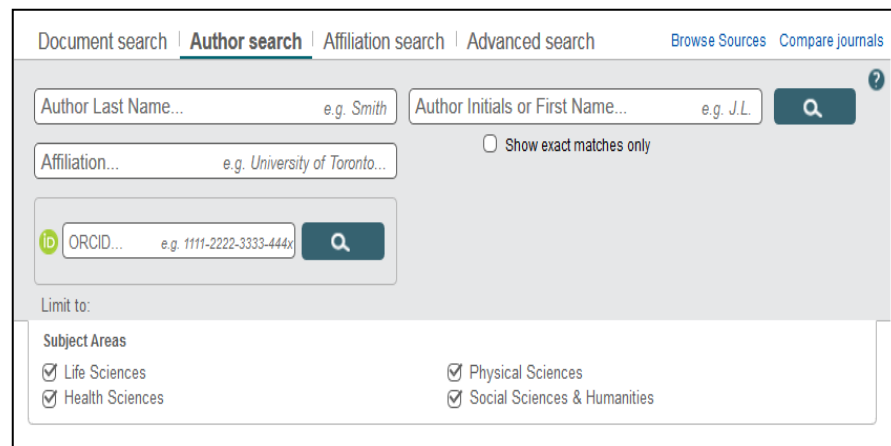 Document search Author search Affiliation search Advanced search Browse Sources Compare journals
?
Author Last Name... e.g. Smith Author Initials or First Name... e.g. J.L.
Show exact matches only
Affiliation... e.g. University of Toronto...
iD ORCID... e.g. 1111-2222-3333-444x
Limit to:
Subject Areas
Life Sciences Physical Sciences
Health Sciences Social Sciences & Humanities